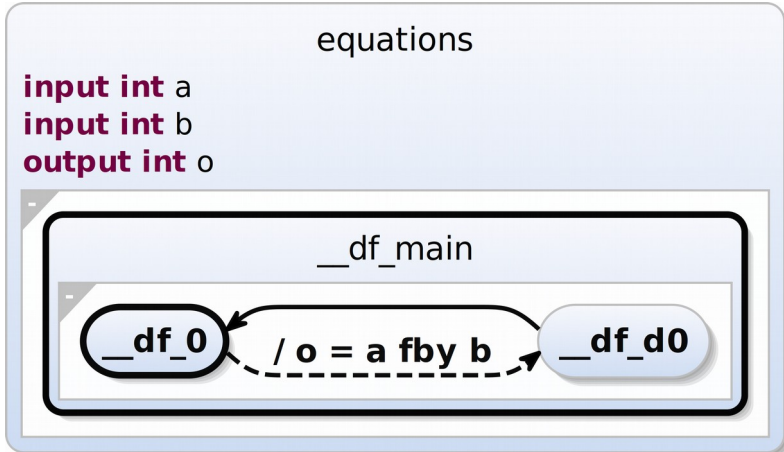 equations
input int a
input int b
output int o
-
__df_main
-
__df_0
/ o = a fby b
__df_d0